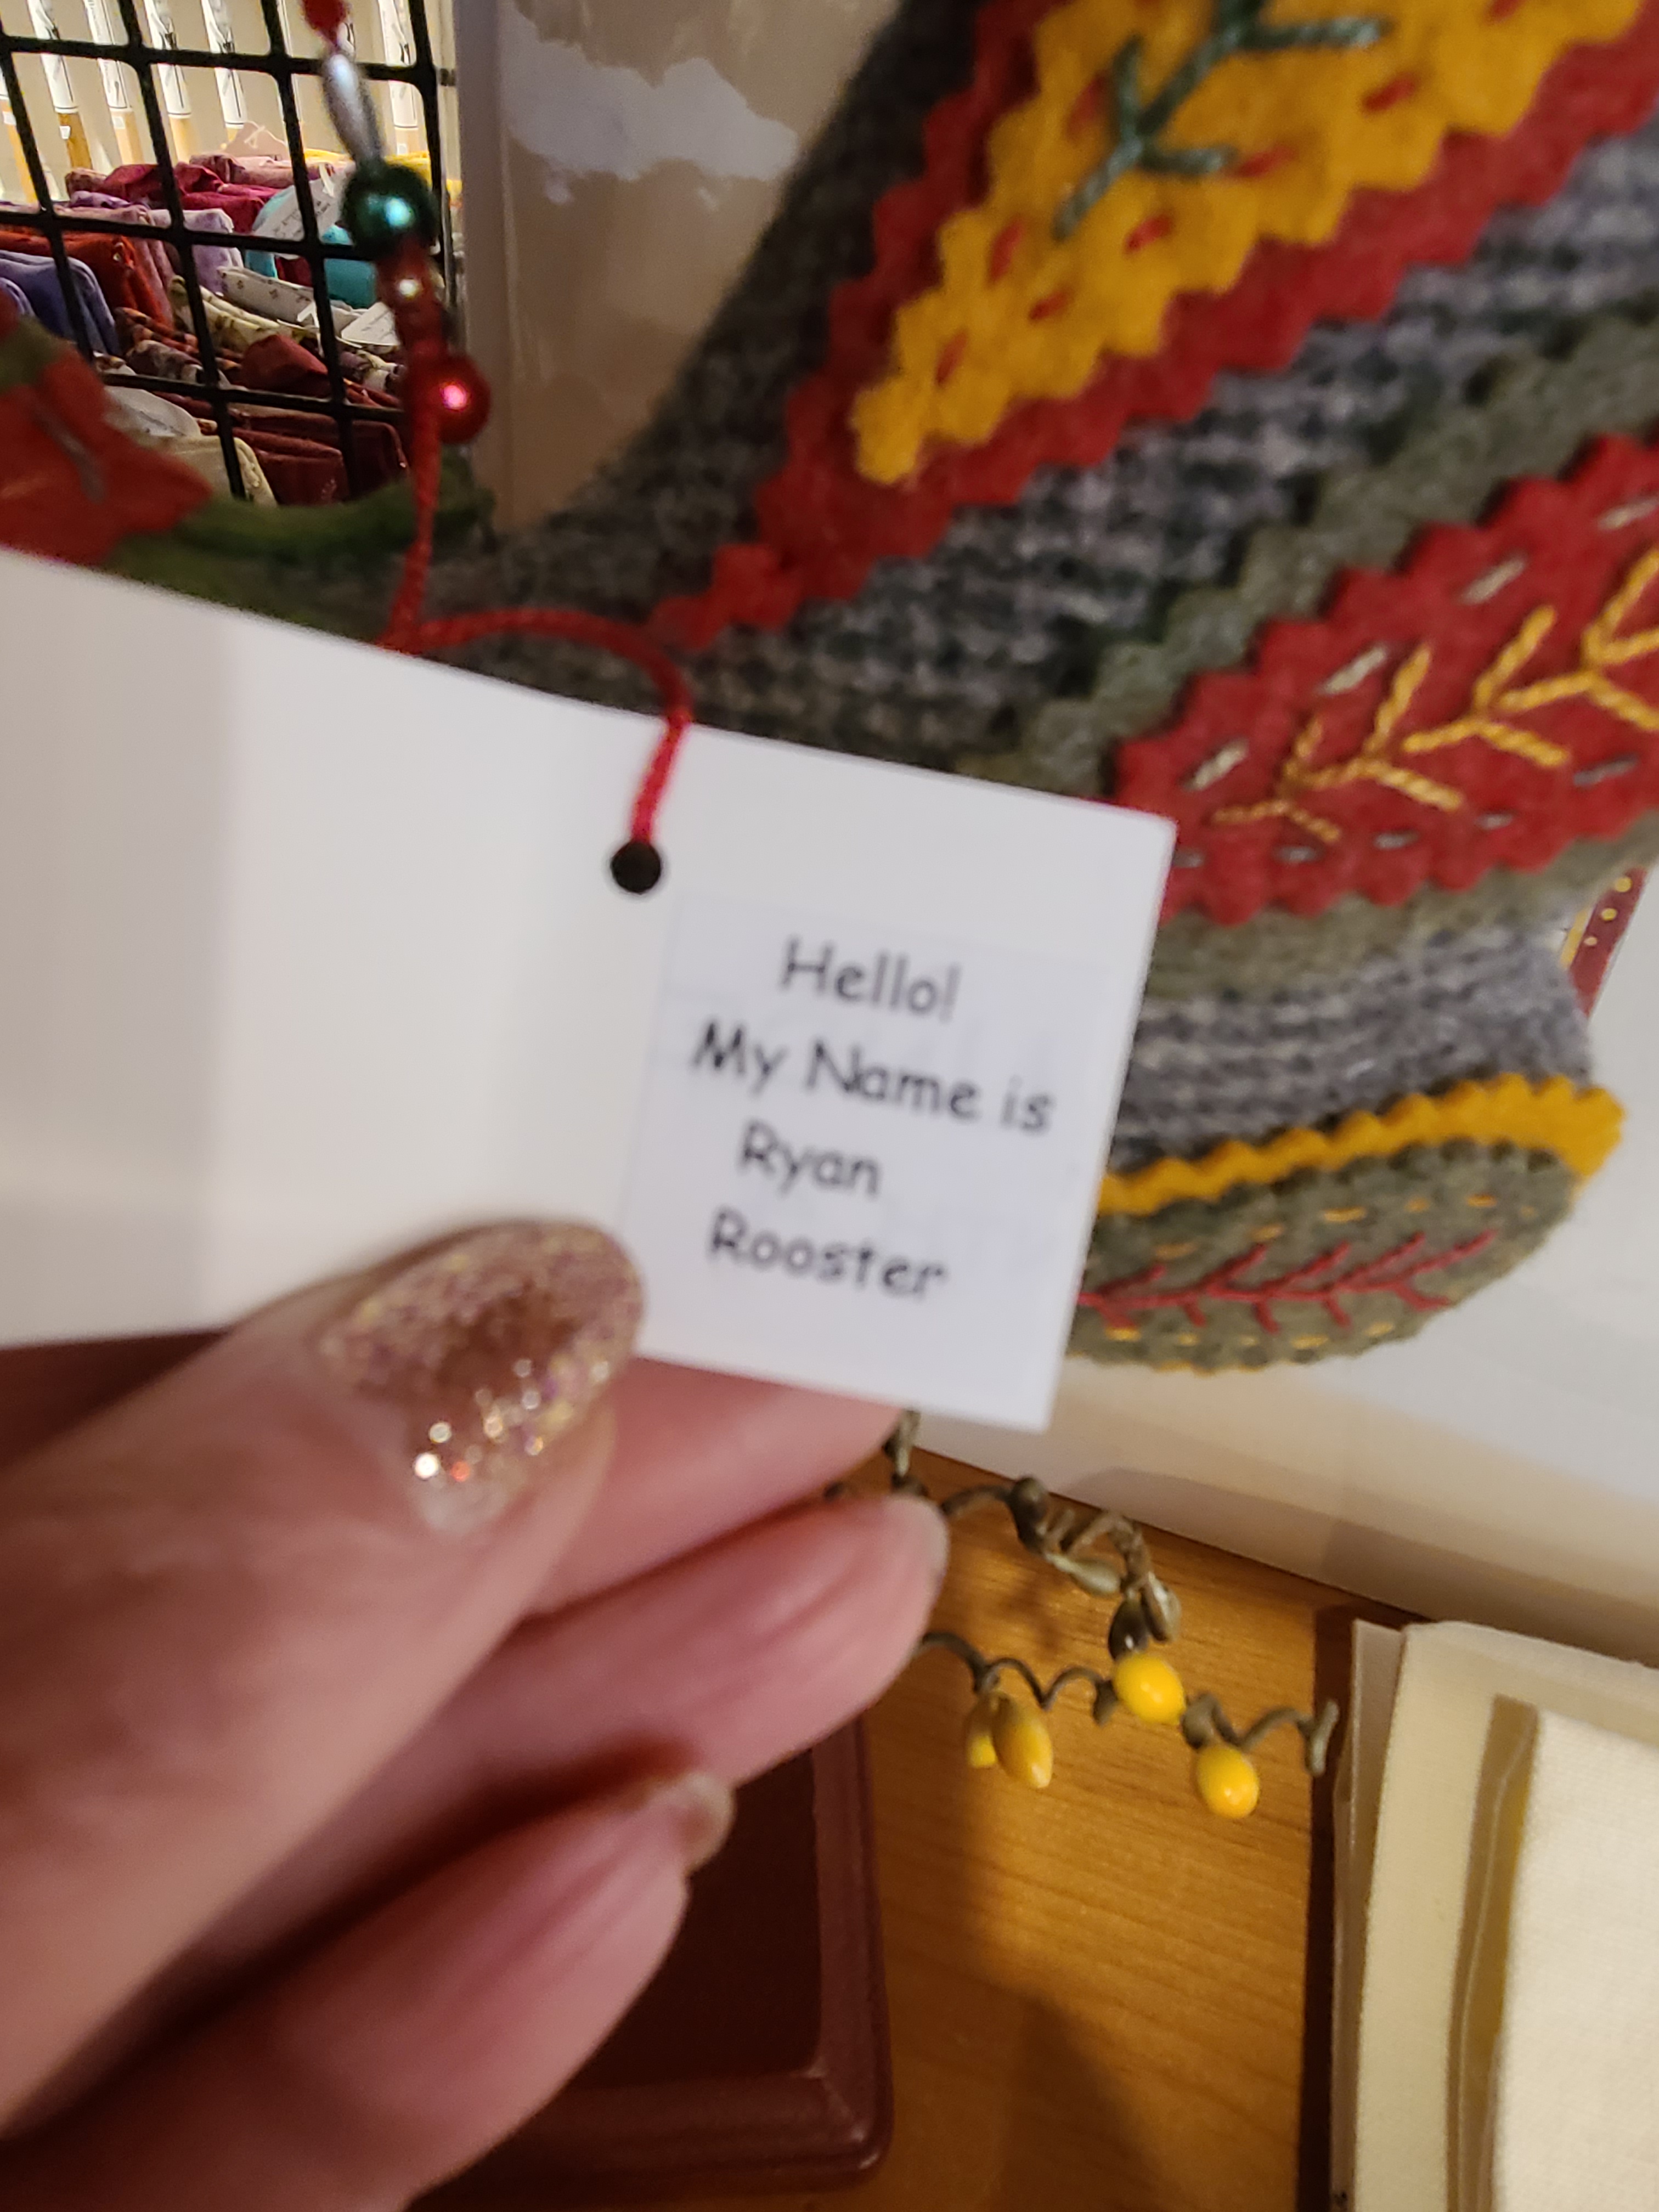 Hello!
My Name is
Ryan
Rooster